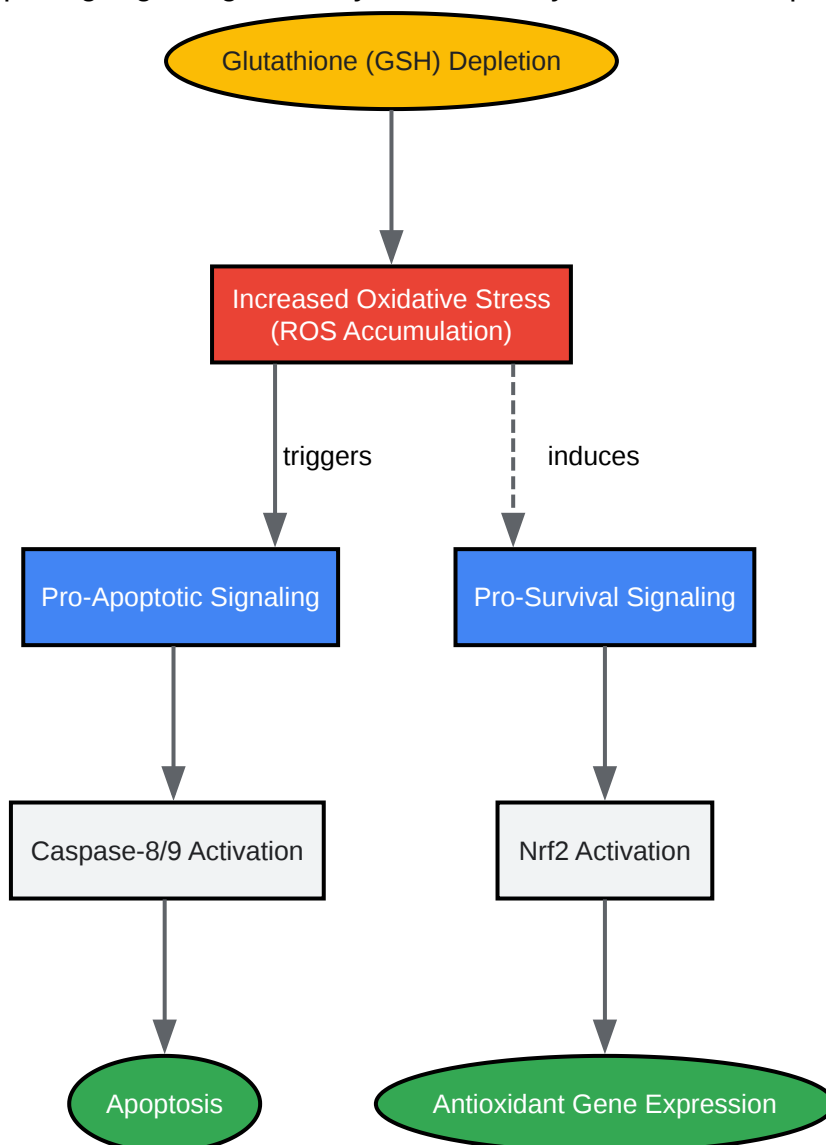 Glutathione (GSH) Depletion
Increased Oxidative Stress
(ROS Accumulation)
triggers
induces
Pro-Apoptotic Signaling
Pro-Survival Signaling
Caspase-8/9 Activation
Nrf2 Activation
Apoptosis
Antioxidant Gene Expression